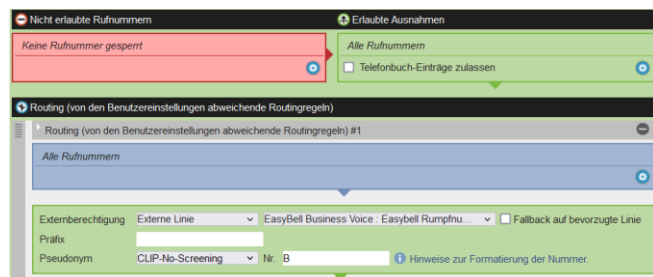 Nicht erlaubte Rufnummern
Erlaubte Ausnahmen
Keine Rufnummer gesperrt
Alle Rufnummern
Telefonbuch-Einträge zulassen
Routing (von den Benutzereinstellungen abweichende Routingregeln)
Routing (von den Benutzereinstellungen abweichende Routingregeln) #1
Alle Rufnummern
Externberechtigung Externe Linie EasyBell Business Voice : Easybell Rumpfnu... Fallback auf bevorzugte Linie
Präfix
Pseudonym CLIP-No-Screening Nr. B Hinweise zur Formatierung der Nummer.